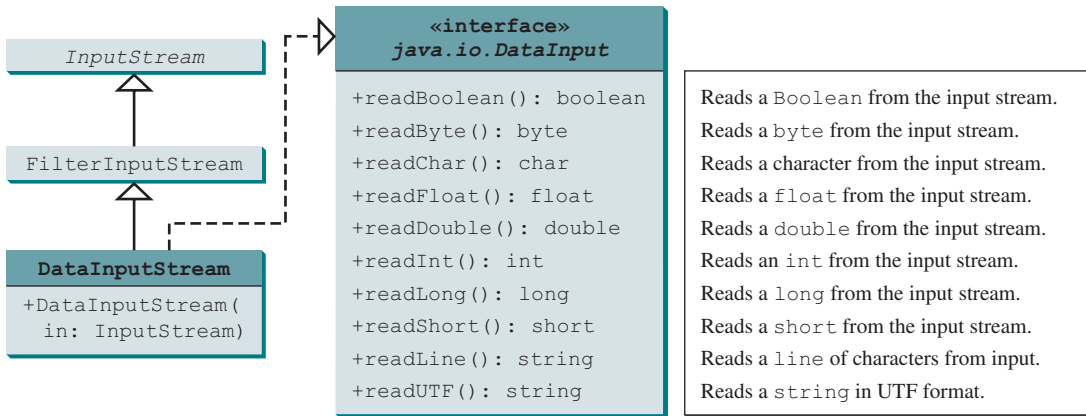 InputStream
FilterInputStream
DataInputStream
+DataInputStream(
in: InputStream)
«interface»
java.io.DataInput
+readBoolean(): boolean
+readByte(): byte
+readChar(): char
+readFloat(): float
+readDouble(): double
+readInt(): int
+readLong(): long
+readShort(): short
+readLine(): string
+readUTF(): string
Reads a Boolean from the input stream.
Reads a byte from the input stream.
Reads a character from the input stream.
Reads a float from the input stream.
Reads a double from the input stream.
Reads an int from the input stream.
Reads a long from the input stream.
Reads a short from the input stream.
Reads a line of characters from input.
Reads a string in UTF format.